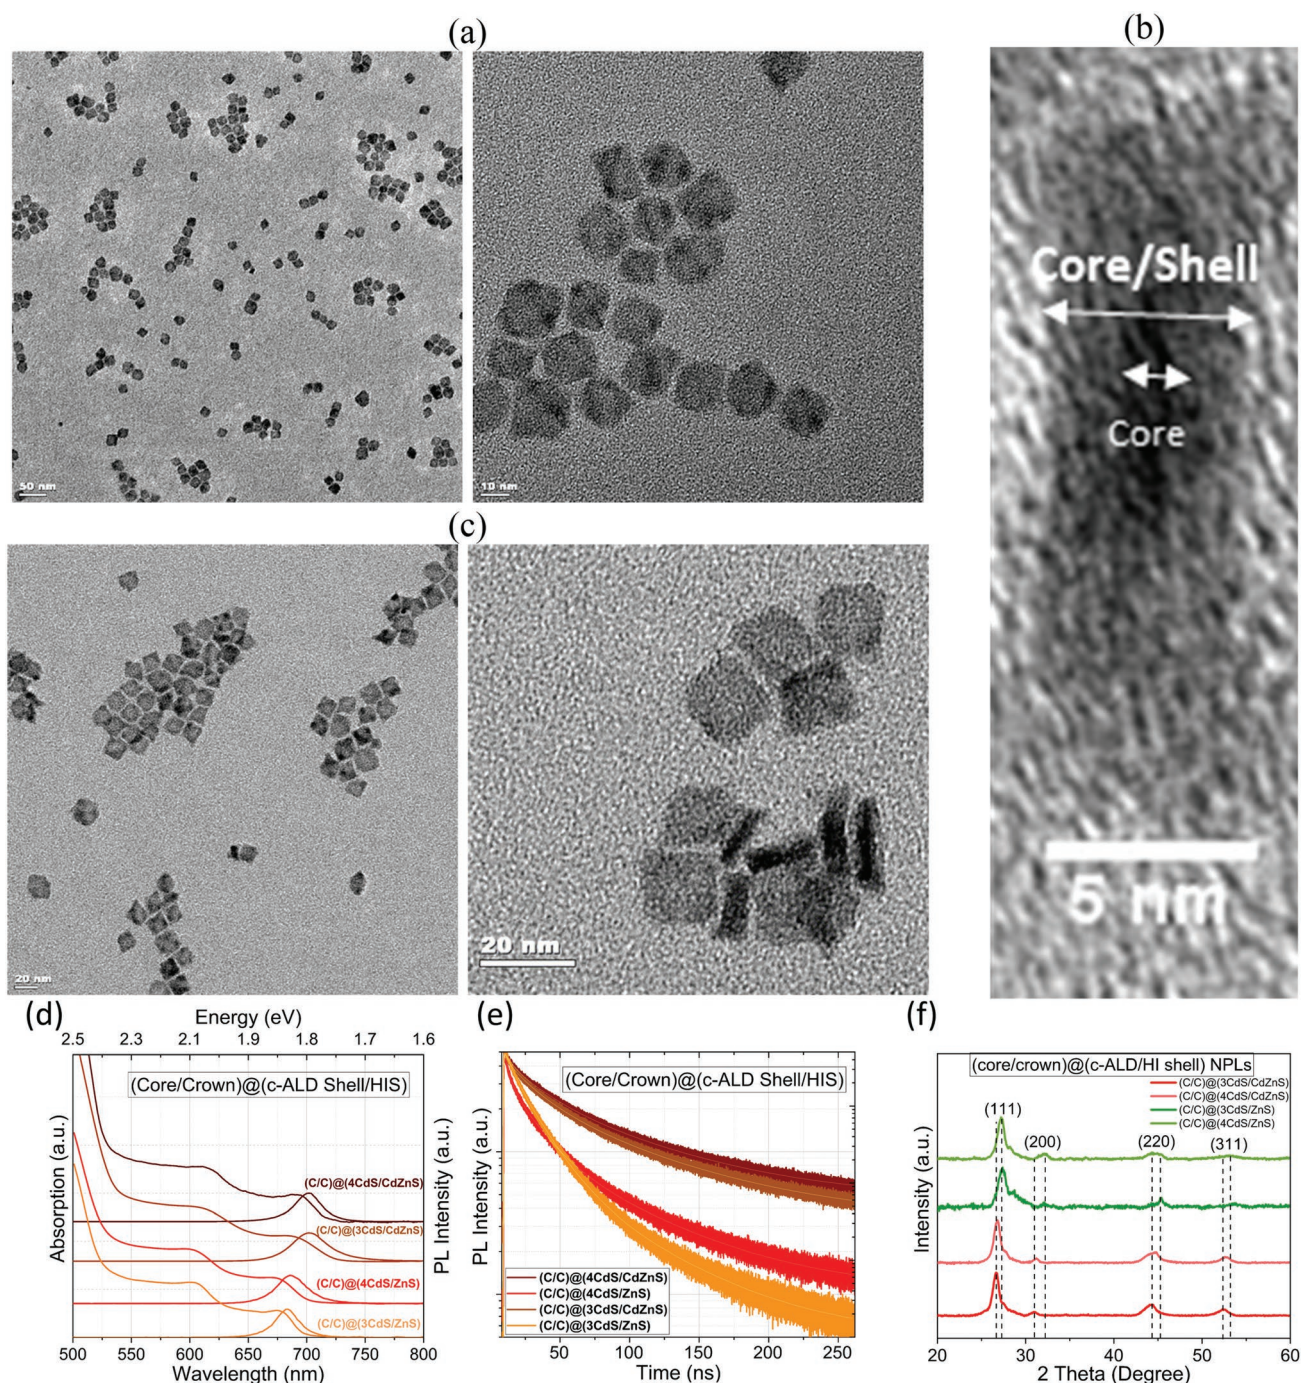 (a)
(b)
50 nm
10 nm
Core/Shell
Core
5 nm
(c)
20 nm
20 nm
(d)
Energy (eV)
2.5 2.3 2.1 1.9 1.8 1.7 1.6
(Core/Crown)@(c-ALD Shell/HIS)
Absorption (a.u.)
PL Intensity (a.u.)
(C/C)@(4CdS/CdZnS)
(C/C)@(3CdS/CdZnS)
(C/C)@(4CdS/ZnS)
(C/C)@(3CdS/ZnS)
500 550 600 650 700 750 800
Wavelength (nm)
(e)
(Core/Crown)@(c-ALD Shell/HIS)
PL Intensity (a.u.)
(C/C)@(4CdS/CdZnS)
(C/C)@(4CdS/ZnS)
(C/C)@(3CdS/CdZnS)
(C/C)@(3CdS/ZnS)
50 100 150 200 250
Time (ns)
(f)
(core/crown)@(c-ALD/HI shell) NPLs
(C/C)@(3CdS/CdZnS)
(C/C)@(4CdS/CdZnS)
(C/C)@(3CdS/ZnS)
(C/C)@(4CdS/ZnS)
(111)
(200)
(220)
(311)
Intensity (a.u.)
20 30 40 50 60
2 Theta (Degree)